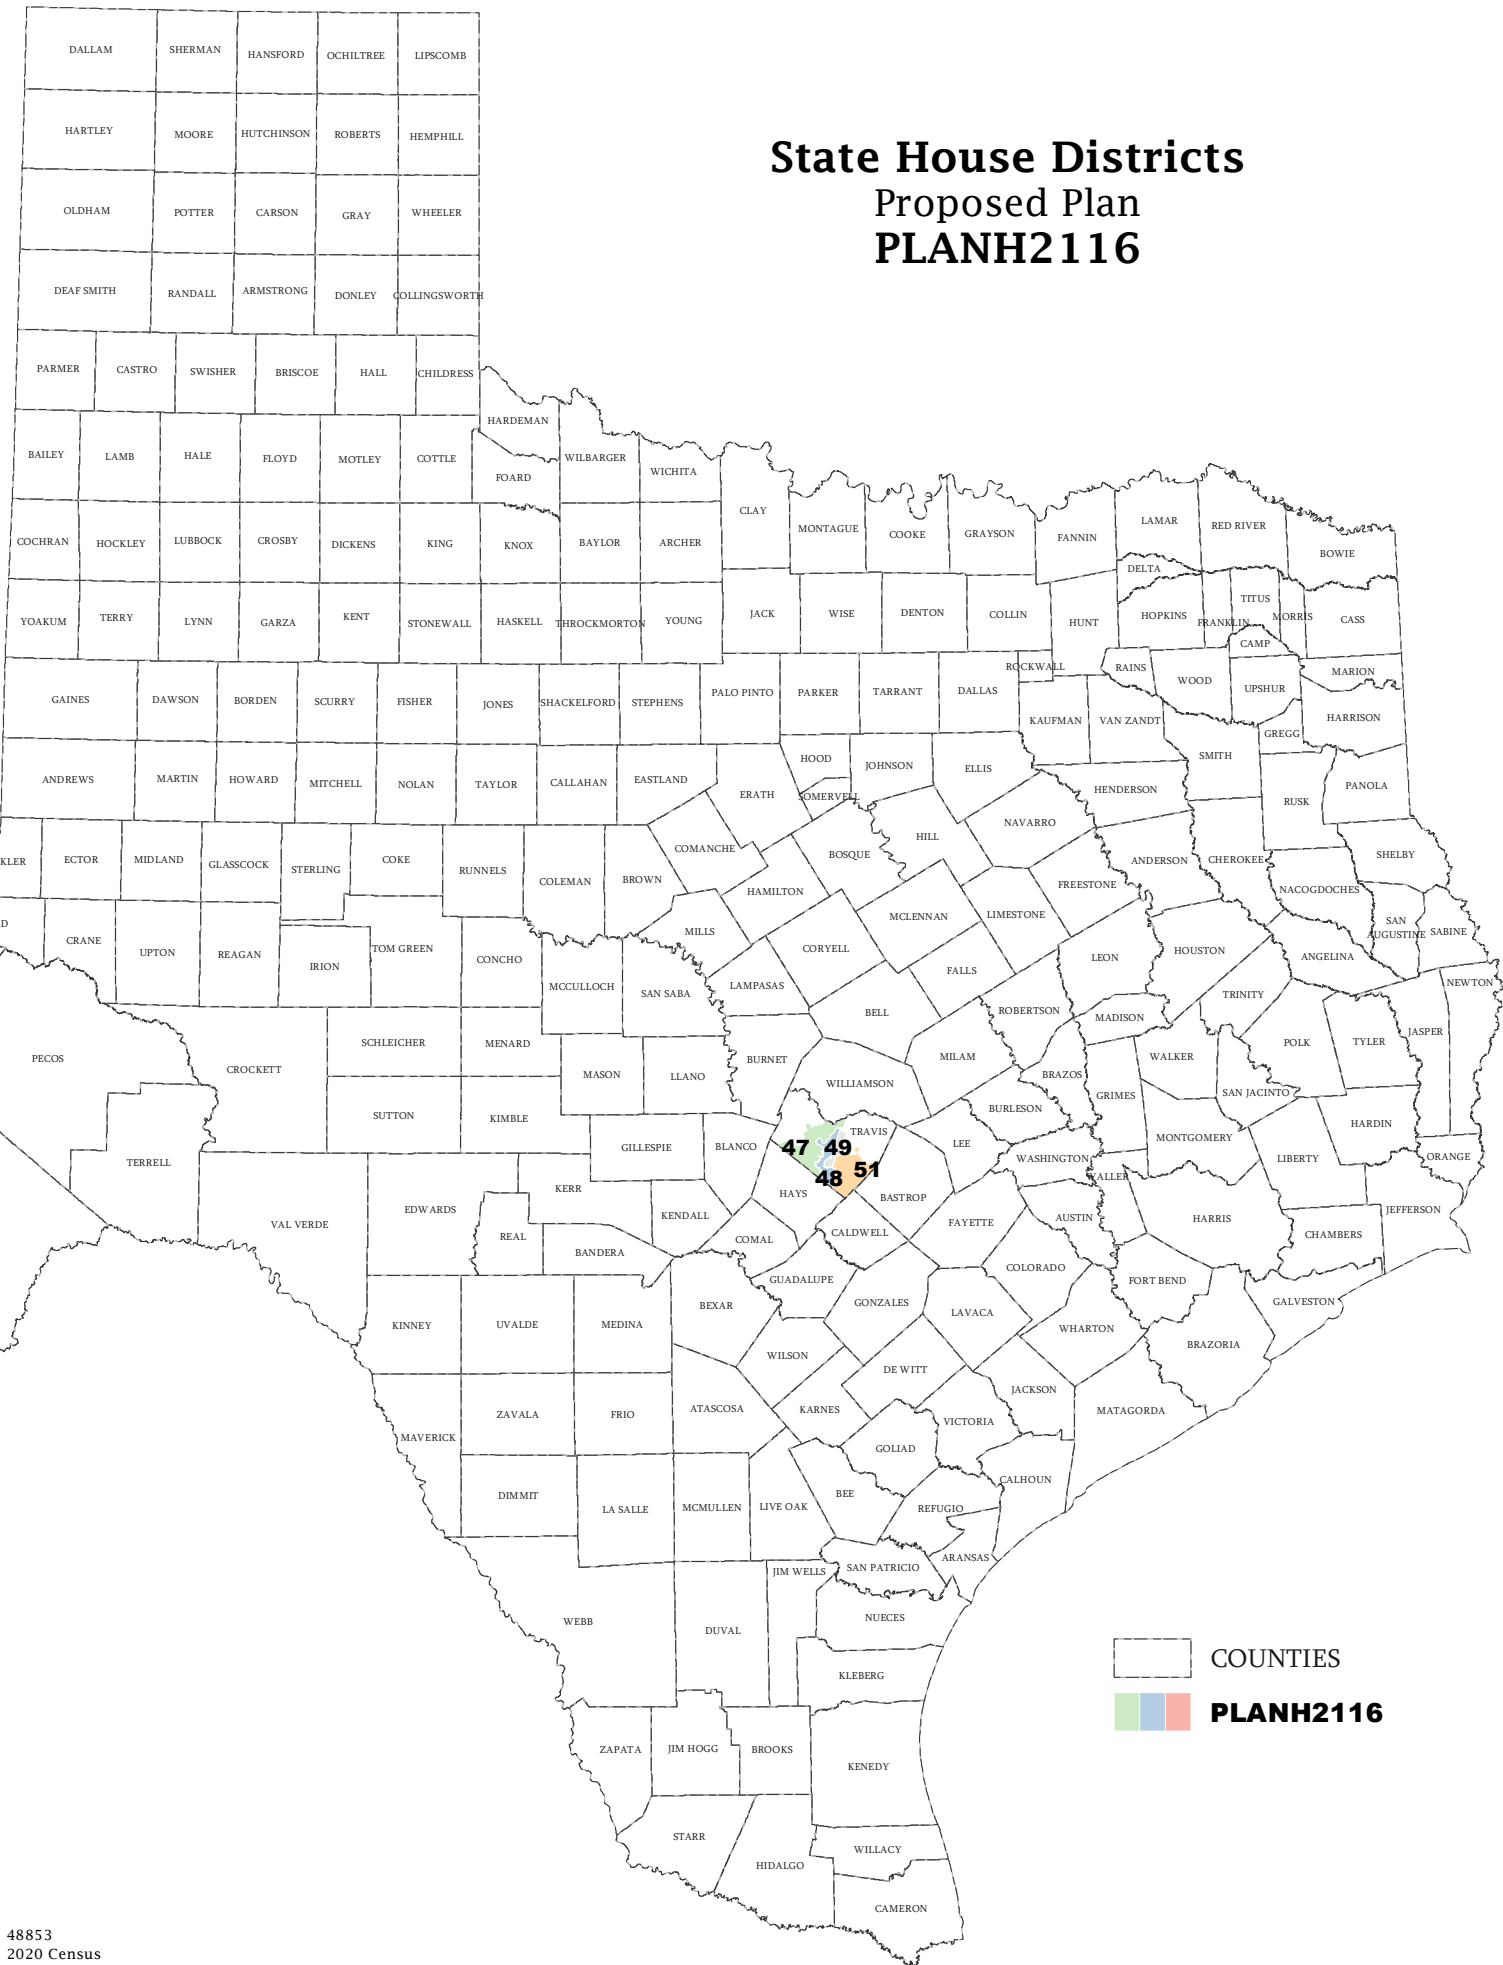 State House Districts
Proposed Plan
PLANH2116
DALLAM SHERMAN HANSFORD OCHILTREE LIPSCOMB
HARTLEY MOORE HUTCHINSON ROBERTS HEMPHILL
OLDHAM POTTER CARSON GRAY WHEELER
DEAF SMITH RANDALL ARMSTRONG DONLEY COLLINGSWORTH
PARMER CASTRO SWISHER BRISCOE HALL CHILDRESS
HARDEMAN
BAILEY LAMB HALE FLOYD MOTLEY COTTLE FOARD WILBARGER WICHITA
CLAY MONTAGUE COOKE GRAYSON FANNIN LAMAR RED RIVER BOWIE
COCHRAN HOCKLEY LUBBOCK CROSBY DICKENS KING KNOX BAYLOR ARCHER
DELTA
YOAKUM TERRY LYNN GARZA KENT STONEWALL HASKELL THROCKMORTON YOUNG JACK WISE DENTON COLLIN HUNT HOPKINS FRANKLIN TITUS MORRIS CASS
CAMP
ROCKWALL RAINS WOOD UPSHUR MARION
GAINES DAWSON BORDEN SCURRY FISHER JONES SHACKELFORD STEPHENS PALO PINTO PARKER TARRANT DALLAS
KAUFMAN VAN ZANDT GREGG HARRISON
SMITH
ANDREWS MARTIN HOWARD MITCHELL NOLAN TAYLOR CALLAHAN EASTLAND HOOD JOHNSON ELLIS
ERATH SOMERVELL HENDERSON RUSK PANOLA
HILL NAVARRO
KLER ECTOR MIDLAND GLASSCOCK STERLING COKE RUNNELS COLEMAN BROWN COMANCHE BOSQUE ANDERSON CHEROKEE SHELBY
HAMILTON FREESTONE NACOGDOCHES
D CRANE UPTON REAGAN IRION TOM GREEN CONCHO MILLS CORYELL MCLENNAN LIMESTONE
SAN
AUGUSTINE
SABINE
HOUSTON LEON ANGELINA
MCCULLOCH SAN SABA LAMPASAS FALLS NEWTON
TRINITY
BELL ROBERTSON MADISON
PECOS CROCKETT SCHLEICHER MENARD BURNET MILAM WALKER POLK TYLER JASPER
MASON LLANO WILLIAMSON BRAZOS
GRIMES SAN JACINTO
SUTTON KIMBLE BURLESON HARDIN
TRAVIS
GILLESPIE BLANCO 47 49 LEE MONTGOMERY
TERRELL WASHINGTON LIBERTY ORANGE
48 51 WALLER
KERR HAYS BASTROP
VAL VERDE EDWARDS KENDALL FAYETTE AUSTIN HARRIS JEFFERSON
REAL BANDERA COMAL CALDWELL CHAMBERS
COLORADO
GUADALUPE FORT BEND
BEXAR GONZALES LAVACA GALVESTON
KINNEY UVALDE MEDINA WHARTON
WILSON BRAZORIA
DE WITT
JACKSON
ZAVALA FRIO ATASCOSA KARNES MATAGORDA
MAVERICK VICTORIA
GOLIAD
CALHOUN
DIMMIT LA SALLE MCMULLEN LIVE OAK BEE REFUGIO
ARANSAS
JIM WELLS SAN PATRICIO
WEBB DUVAL NUECES
KLEBERG
ZAPATA JIM HOGG BROOKS KENEDY
STARR HIDALGO WILLACY
CAMERON
COUNTIES
PLANH2116
48853
2020 Census